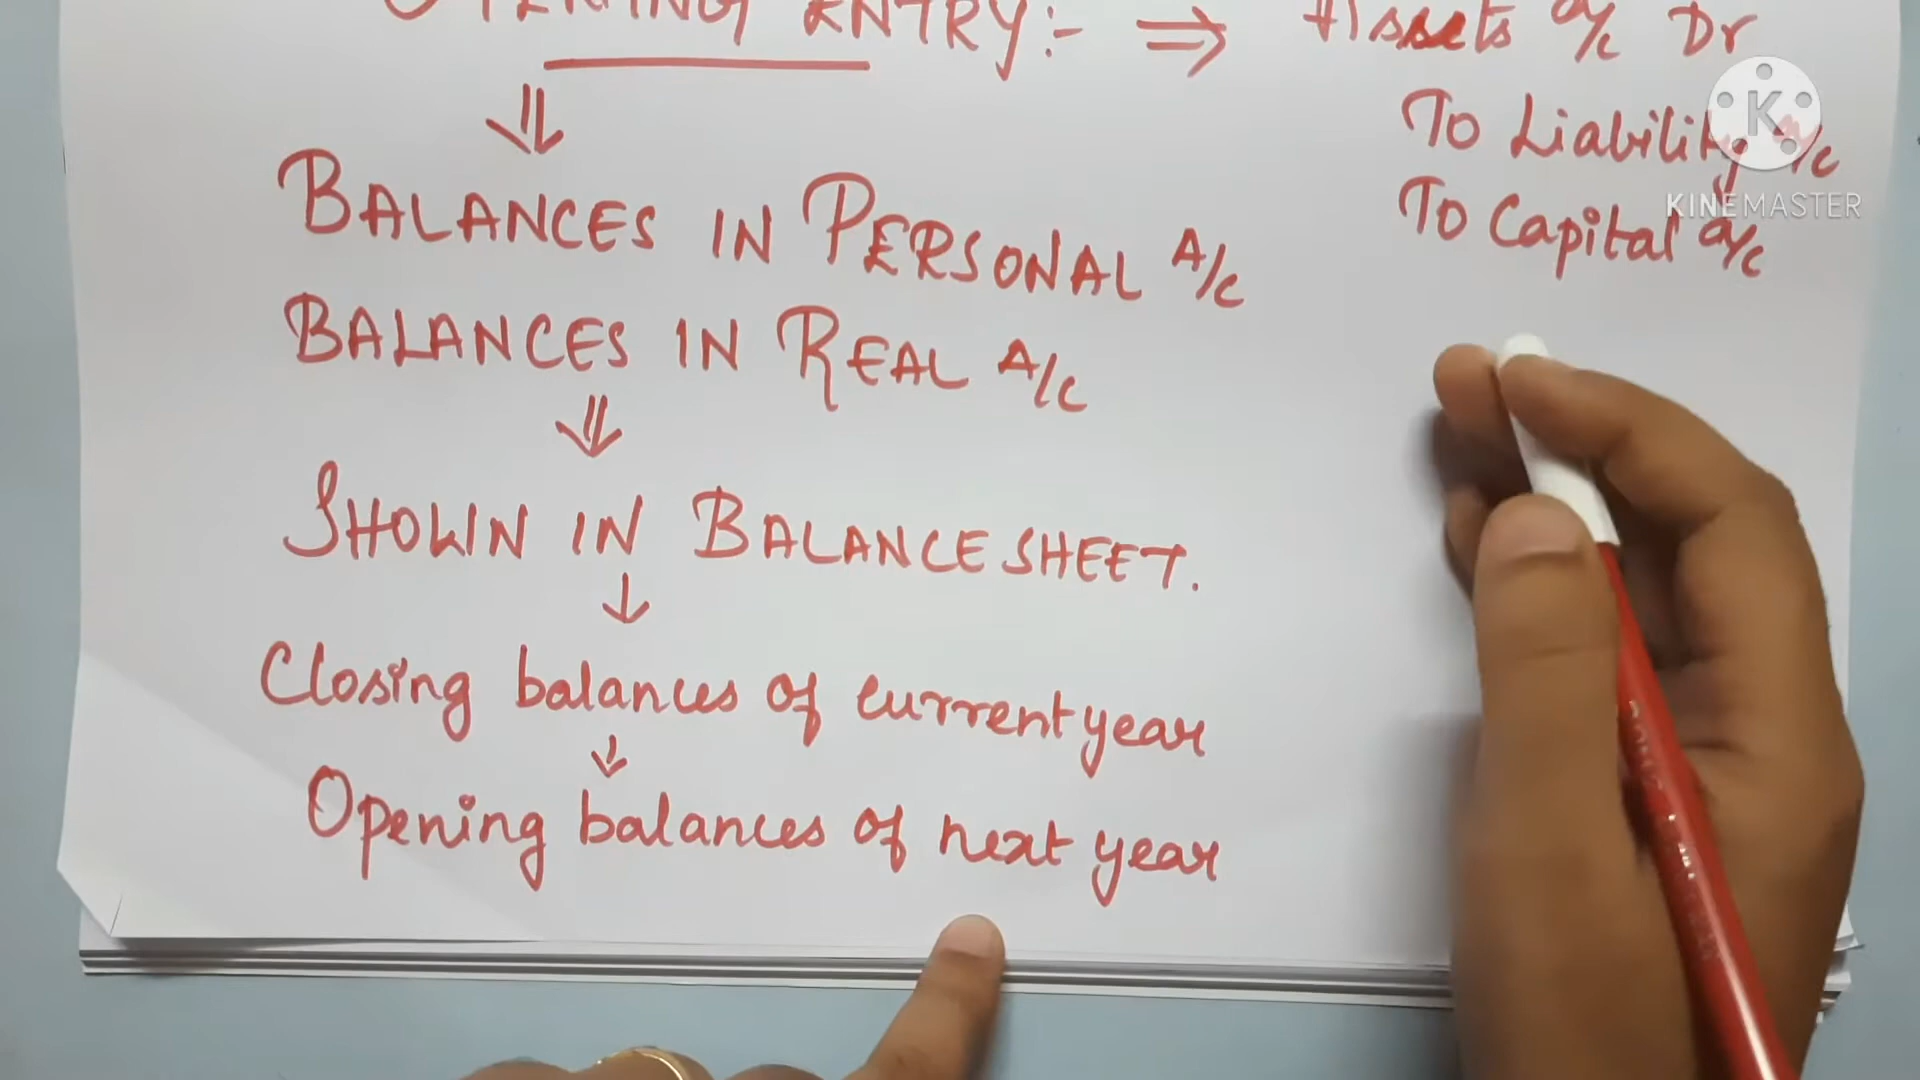 OPENING ENTRY:- ⇒ Assets a/c Dr
To Liability a/c
To Capital a/c
⇓
BALANCES IN PERSONAL A/C
BALANCES IN REAL A/C
⇓
SHOWN IN BALANCE SHEET.
↓
Closing balances of current year
↓
Opening balances of next year
K
KINEMASTER